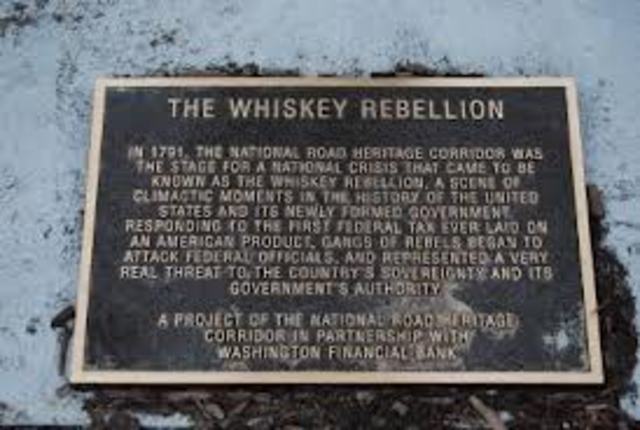 THE WHISKEY REBELLION
IN 1791, THE NATIONAL ROAD HERITAGE CORRIDOR WAS
THE STAGE FOR A NATIONAL CRISIS THAT CAME TO BE
KNOWN AS THE WHISKEY REBELLION, A SCENE OF
CLIMACTIC MOMENTS IN THE HISTORY OF THE UNITED
STATES AND ITS NEWLY FORMED GOVERNMENT.
RESPONDING TO THE FIRST FEDERAL TAX EVER LAID ON
AN AMERICAN PRODUCT, GANGS OF REBELS BEGAN TO
ATTACK FEDERAL OFFICIALS, AND REPRESENTED A VERY
REAL THREAT TO THE COUNTRY'S SOVEREIGNTY AND ITS
GOVERNMENT'S AUTHORITY
A PROJECT OF THE NATIONAL ROAD HERITAGE
CORRIDOR IN PARTNERSHIP WITH
WASHINGTON FINANCIAL BANK